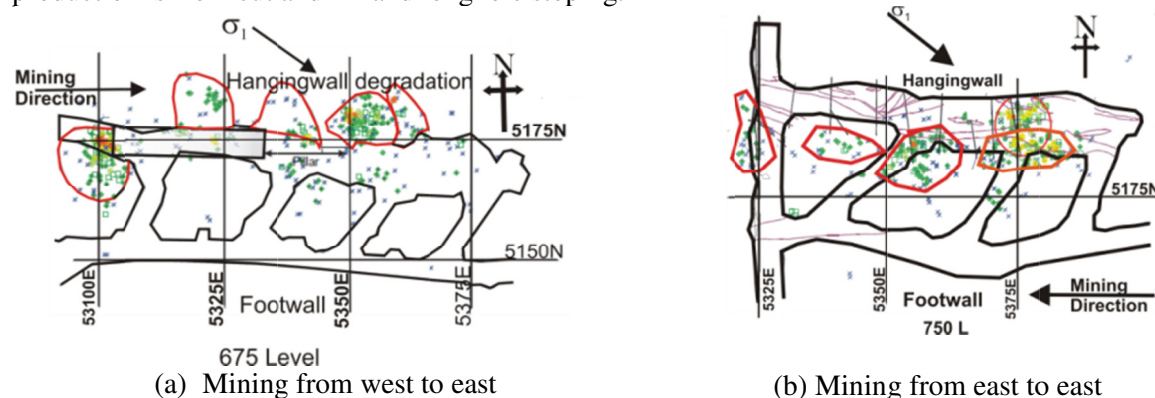 σ1
N
Mining
Direction
Hangingwall degradation
5175N
Pillar
5150N
53100E
5325E
5350E
5375E
Footwall
675 Level
(a) Mining from west to east
σ1
N
Hangingwall
5175N
5325E
5350E
5375E
Footwall
Mining
Direction
750 L
(b) Mining from east to east